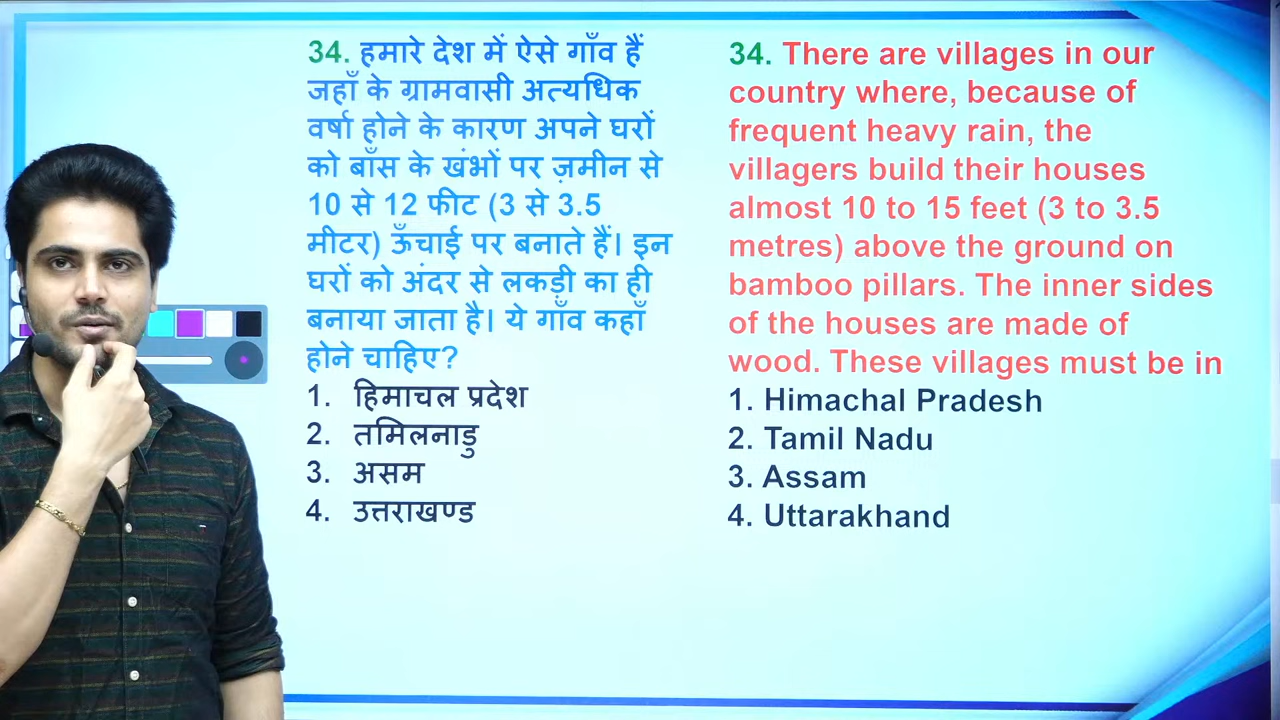 34. हमारे देश में ऐसे गाँव हैं
जहाँ के ग्रामवासी अत्यधिक
वर्षा होने के कारण अपने घरों
को बाँस के खंभों पर ज़मीन से
10 से 12 फीट (3 से 3.5
मीटर) ऊँचाई पर बनाते हैं। इन
घरों को अंदर से लकड़ी का ही
बनाया जाता है। ये गाँव कहाँ
होने चाहिए?
1. हिमाचल प्रदेश
2. तमिलनाडु
3. असम
4. उत्तराखण्ड
34. There are villages in our
country where, because of
frequent heavy rain, the
villagers build their houses
almost 10 to 15 feet (3 to 3.5
metres) above the ground on
bamboo pillars. The inner sides
of the houses are made of
wood. These villages must be in
1. Himachal Pradesh
2. Tamil Nadu
3. Assam
4. Uttarakhand